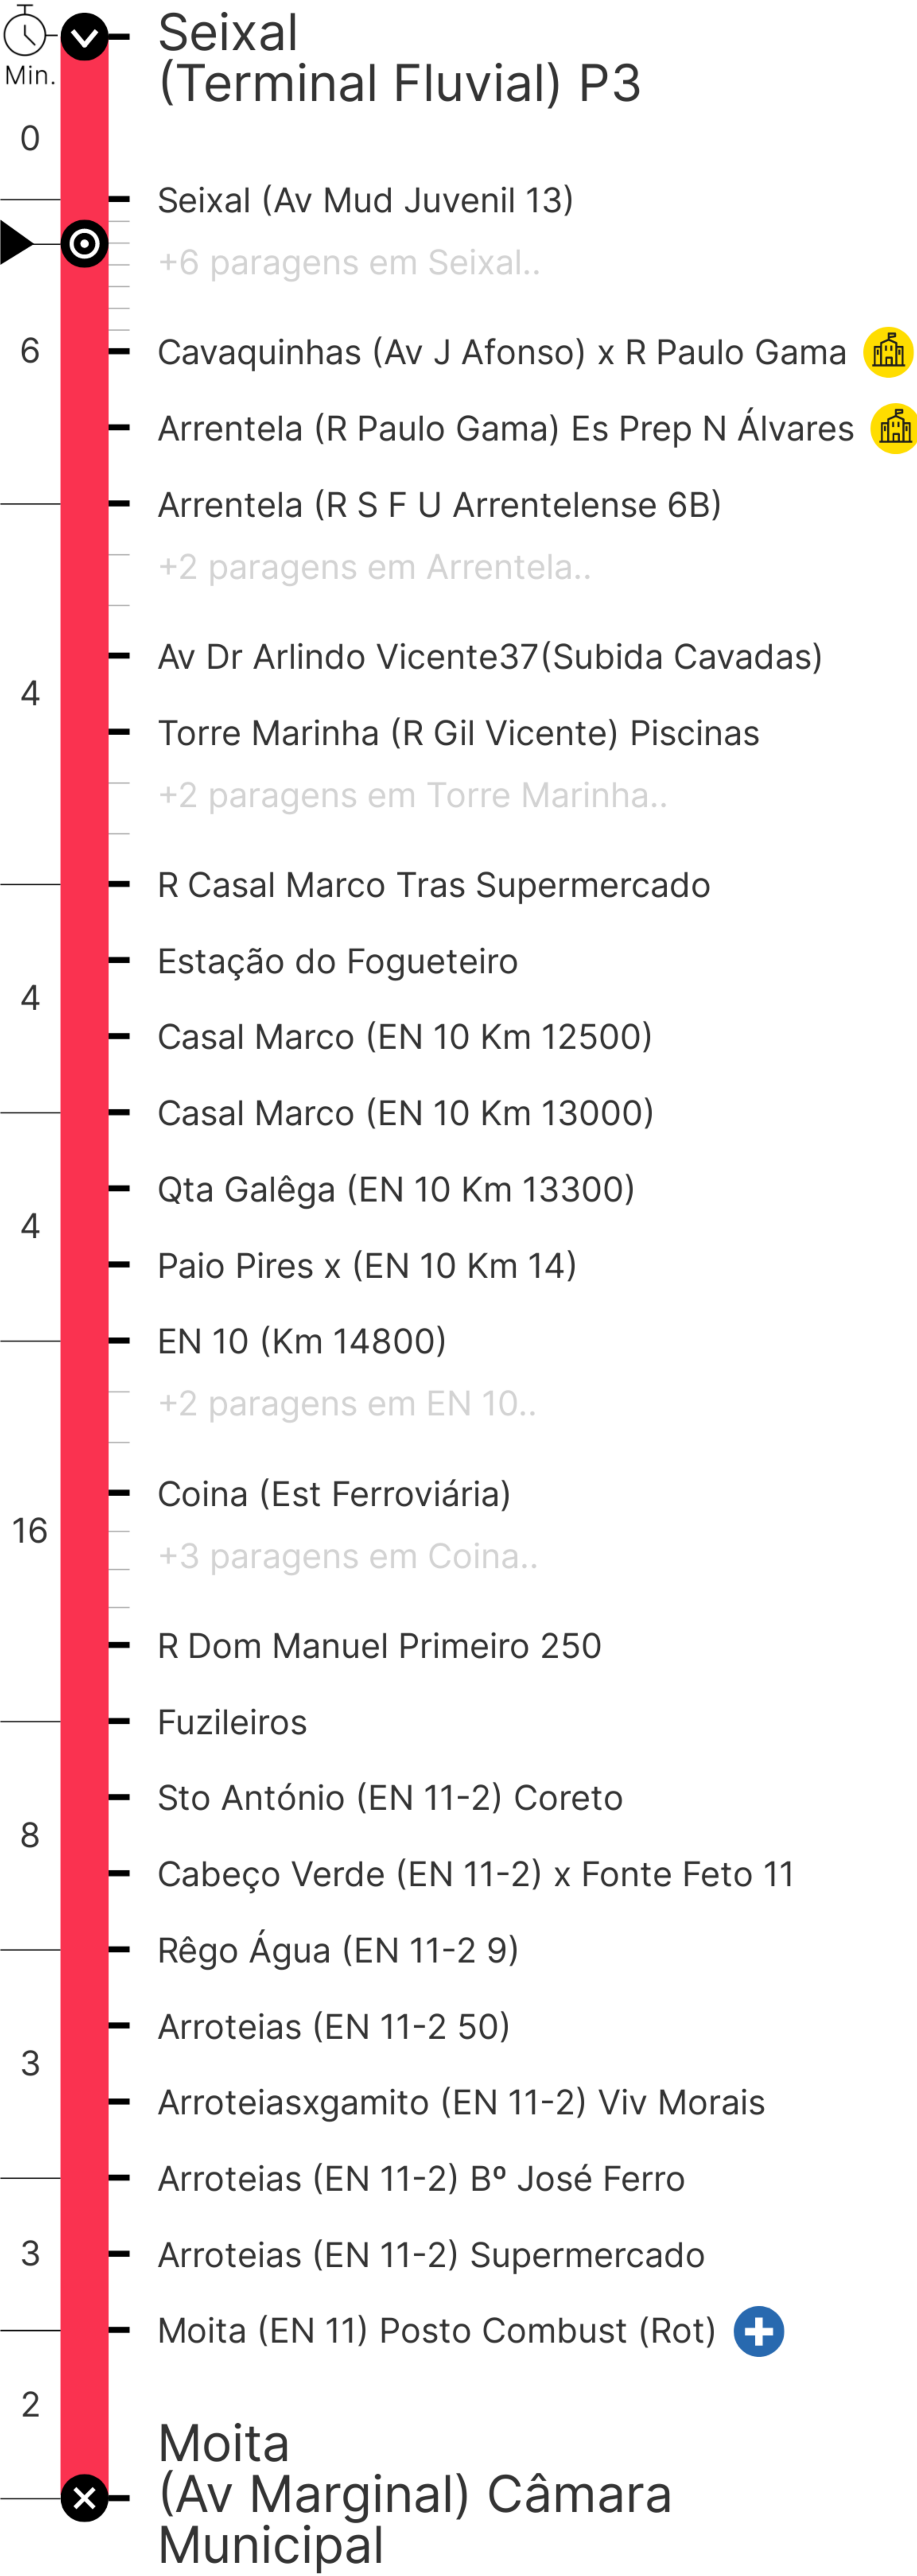 Seixal
(Terminal Fluvial) P3
Min.
0
Seixal (Av Mud Juvenil 13)
+6 paragens em Seixal..
6
Cavaquinhas (Av J Afonso) x R Paulo Gama
Arrentela (R Paulo Gama) Es Prep N Álvares
Arrentela (R S F U Arrentelense 6B)
+2 paragens em Arrentela..
Av Dr Arlindo Vicente37(Subida Cavadas)
4
Torre Marinha (R Gil Vicente) Piscinas
+2 paragens em Torre Marinha..
R Casal Marco Tras Supermercado
Estação do Fogueteiro
4
Casal Marco (EN 10 Km 12500)
Casal Marco (EN 10 Km 13000)
Qta Galêga (EN 10 Km 13300)
4
Paio Pires x (EN 10 Km 14)
EN 10 (Km 14800)
+2 paragens em EN 10..
Coina (Est Ferroviária)
16
+3 paragens em Coina..
R Dom Manuel Primeiro 250
Fuzileiros
Sto António (EN 11-2) Coreto
8
Cabeço Verde (EN 11-2) x Fonte Feto 11
Rêgo Água (EN 11-2 9)
Arroteias (EN 11-2 50)
3
Arroteiasxgamito (EN 11-2) Viv Morais
Arroteias (EN 11-2) Bº José Ferro
3
Arroteias (EN 11-2) Supermercado
Moita (EN 11) Posto Combust (Rot)
2
Moita
(Av Marginal) Câmara
Municipal